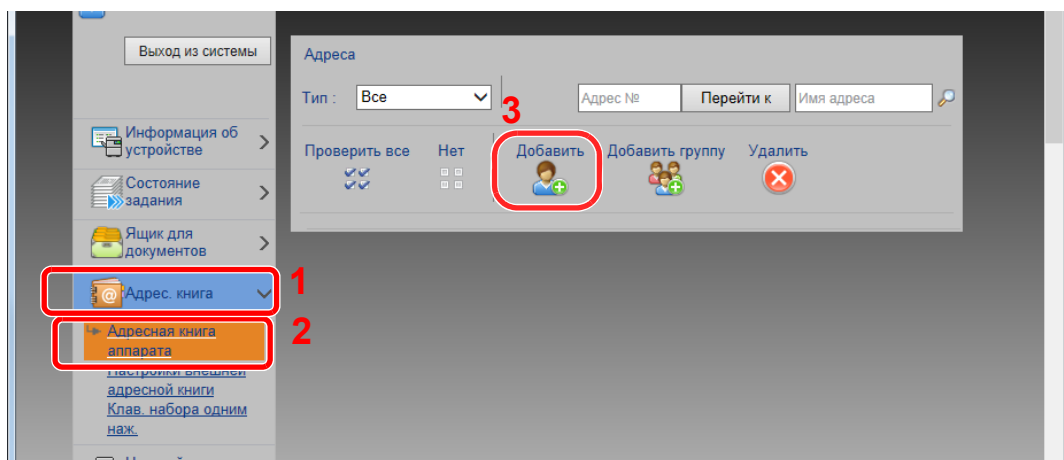 Выход из системы
Адреса
Тип :
Все
Адрес №
Перейти к
Имя адреса
3
Проверить все
Нет
Добавить
Добавить группу
Удалить
Информация об
устройстве
Состояние
задания
Ящик для
документов
Адрес. книга
1
Адресная книга
аппарата
2
Настройки внешней
адресной книги
Клав. набора одним
наж.